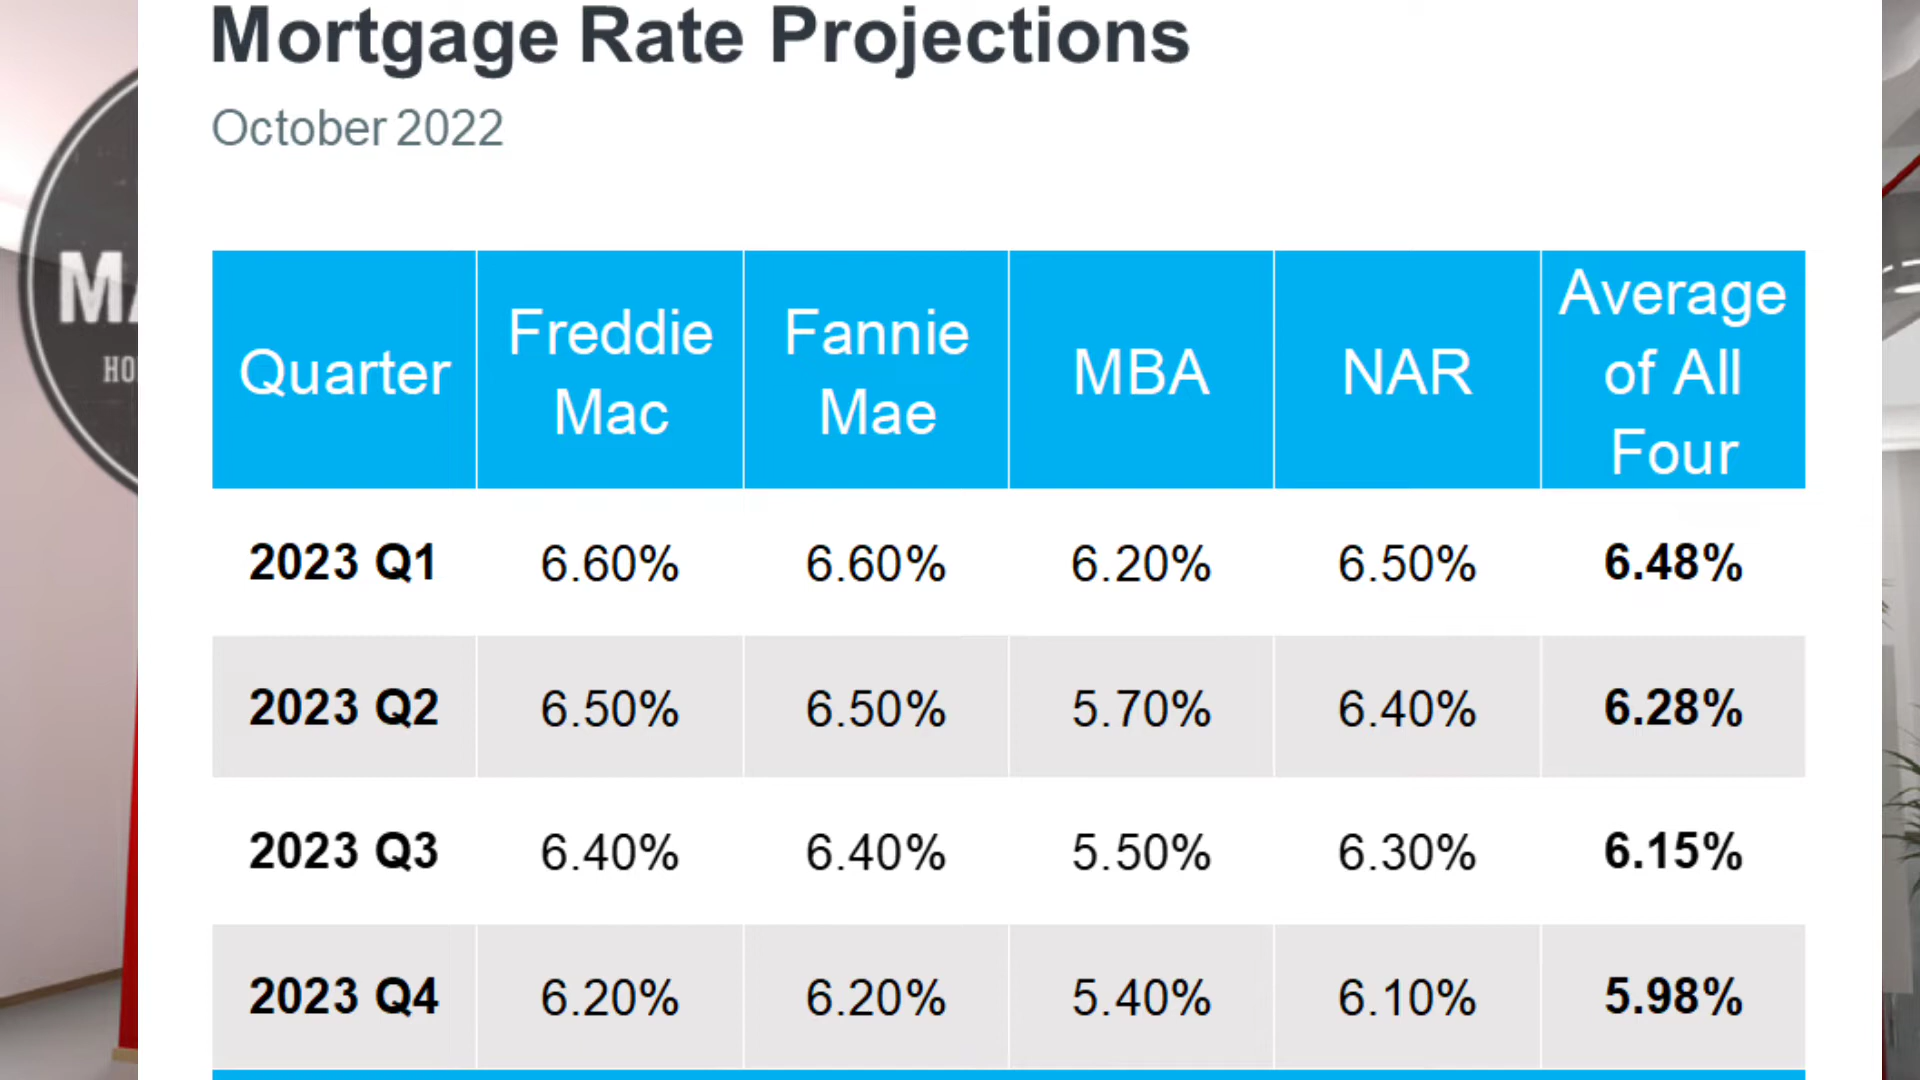 Mortgage Rate Projections
October 2022
Quarter Freddie Mac Fannie Mae MBA NAR Average of All Four
2023 Q1 6.60% 6.60% 6.20% 6.50% 6.48%
2023 Q2 6.50% 6.50% 5.70% 6.40% 6.28%
2023 Q3 6.40% 6.40% 5.50% 6.30% 6.15%
2023 Q4 6.20% 6.20% 5.40% 6.10% 5.98%